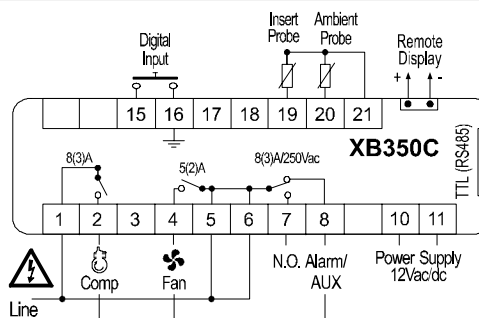 Insert Probe
Ambient Probe
Remote Display
+ -
Digital Input
15 16 17 18 19 20 21
XB350C
TTL (RS485)
8(3)A
5(2)A
8(3)A/250Vac
1 2 3 4 5 6 7 8 10 11
Comp
Fan
N.O. Alarm/ AUX
Power Supply 12Vac/dc
Line